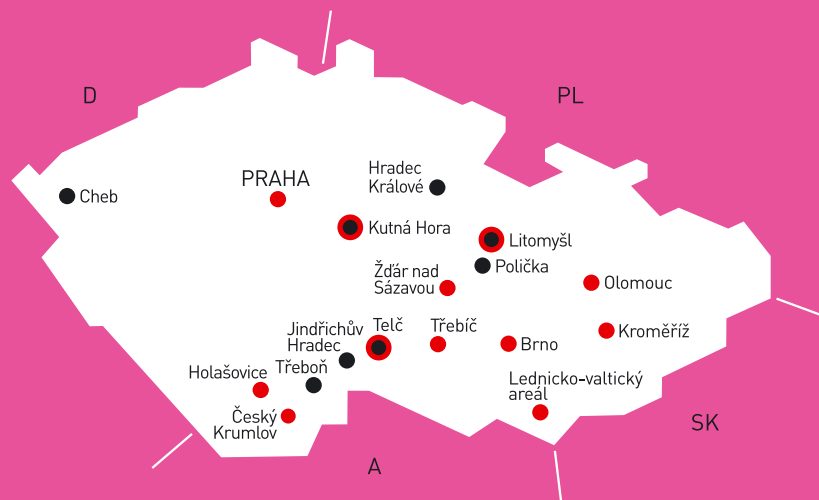 D
PL
PRAHA
Hradec
Králové
Cheb
Kutná Hora
Litomyšl
Polička
Žďár nad
Sázavou
Olomouc
Jindřichův
Hradec
Telč
Třebíč
Brno
Kroměříž
Holašovice
Třeboň
Lednicko-valtický
areál
Český
Krumlov
SK
A